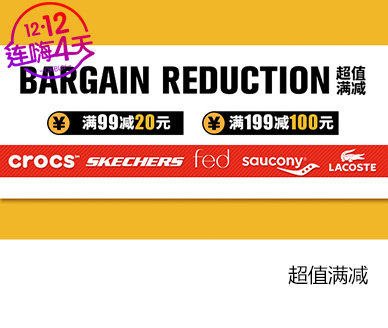 12·12
连嗨4天
BARGAIN REDUCTION 超值满减
¥ 满99减20元 ¥ 满199减100元
crocs™ SKECHERS fed saucony LACOSTE
超值满减